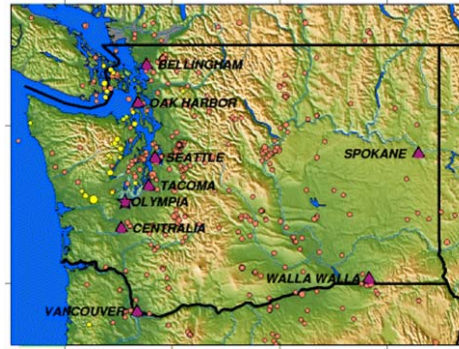 BELLINGHAM
OAK HARBOR
SEATTLE
SPOKANE
TACOMA
OLYMPIA
CENTRALIA
WALLA WALLA
VANCOUVER